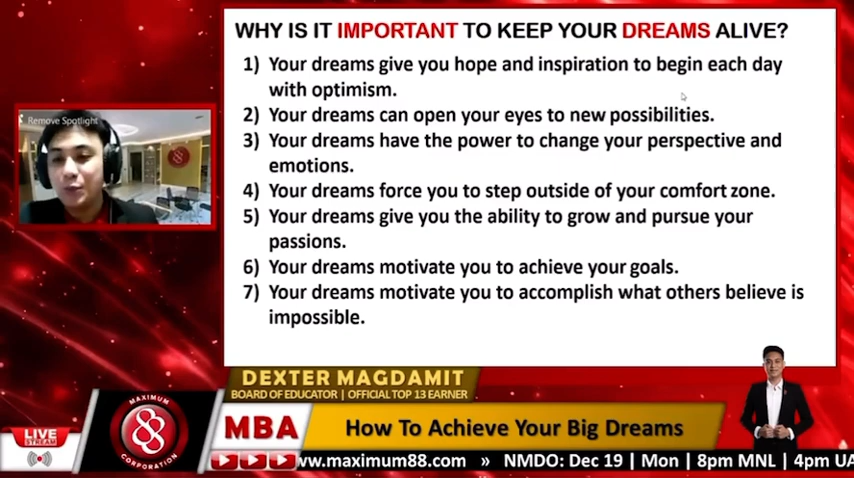 WHY IS IT IMPORTANT TO KEEP YOUR DREAMS ALIVE?
1) Your dreams give you hope and inspiration to begin each day
with optimism.
2) Your dreams can open your eyes to new possibilities.
3) Your dreams have the power to change your perspective and
emotions.
4) Your dreams force you to step outside of your comfort zone.
5) Your dreams give you the ability to grow and pursue your
passions.
6) Your dreams motivate you to achieve your goals.
7) Your dreams motivate you to accomplish what others believe is
impossible.
Remove Spotlight
88
DEXTER MAGDAMIT
BOARD OF EDUCATOR | OFFICIAL TOP 13 EARNER
MAXIMUM
88
CORPORATION
LIVE
STREAM
MBA
How To Achieve Your Big Dreams
ww.maximum88.com » NMDO: Dec 19 | Mon | 8pm MNL | 4pm UA